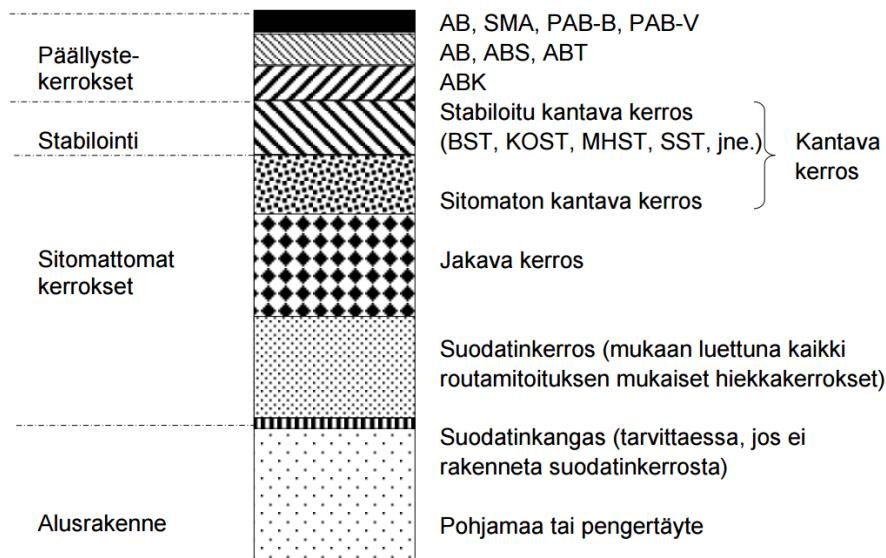 Päällyste-
kerrokset
AB, SMA, PAB-B, PAB-V
AB, ABS, ABT
ABK
Stabilointi
Stabiloitu kantava kerros
(BST, KOST, MHST, SST, jne.)
Sitomaton kantava kerros
Kantava
kerros
Sitomattomat
kerrokset
Jakava kerros
Suodatinkerros (mukaan luettuna kaikki
routamitoituksen mukaiset hiekkakerrokset)
Suodatinkangas (tarvittaessa, jos ei
rakenneta suodatinkerrosta)
Alusrakenne
Pohjamaa tai pengertäyte